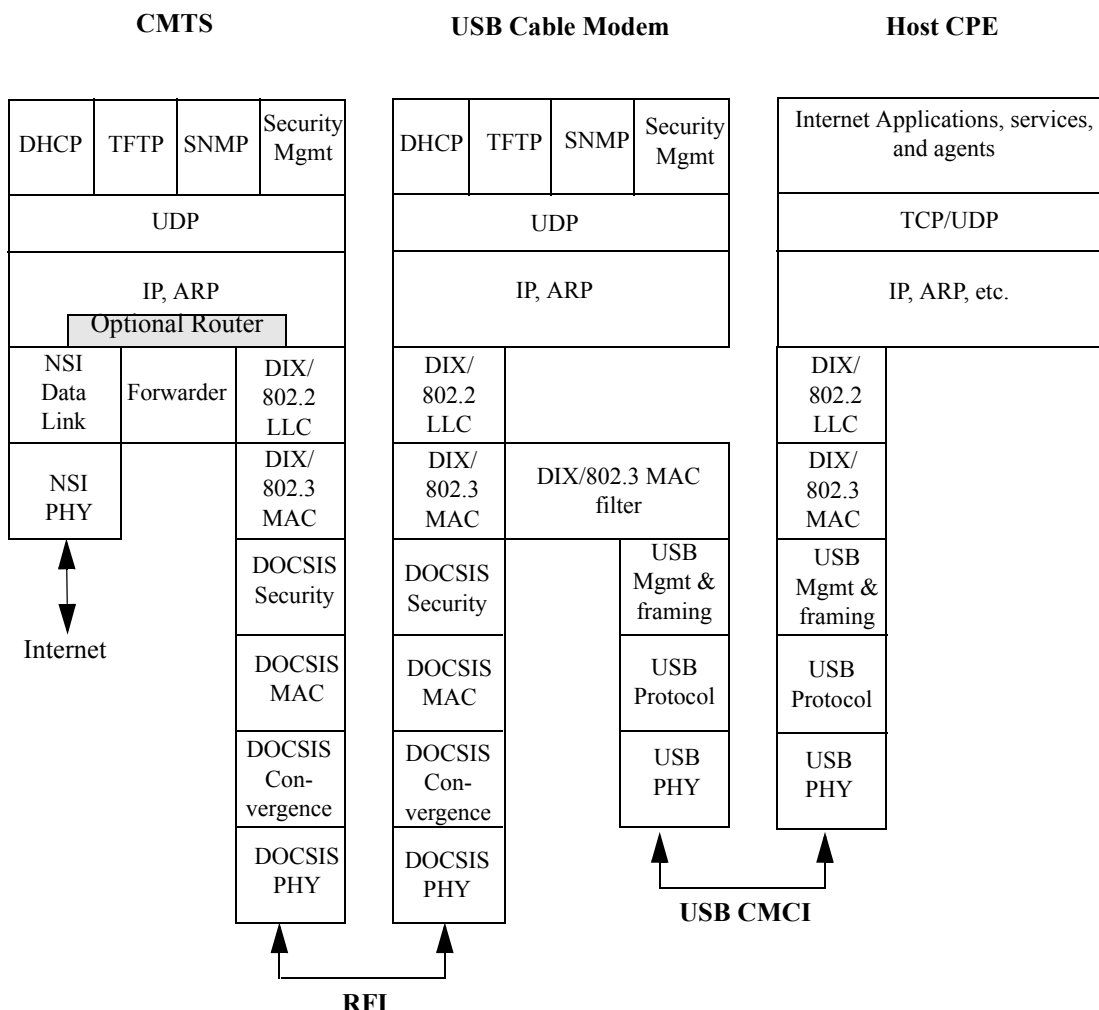 CMTS
USB Cable Modem
Host CPE
DHCP
TFTP
SNMP
Security
Mgmt
UDP
IP, ARP
Optional Router
NSI
Data
Link
Forwarder
DIX/
802.2
LLC
NSI
PHY
DIX/
802.3
MAC
Internet
DOCSIS
Security
DOCSIS
MAC
DOCSIS
Con-
vergence
DOCSIS
PHY
DHCP
TFTP
SNMP
Security
Mgmt
UDP
IP, ARP
DIX/
802.2
LLC
DIX/
802.3
MAC
DIX/802.3 MAC
filter
DOCSIS
Security
DOCSIS
MAC
DOCSIS
Con-
vergence
DOCSIS
PHY
USB
Mgmt &
framing
USB
Protocol
USB
PHY
Internet Applications, services,
and agents
TCP/UDP
IP, ARP, etc.
DIX/
802.2
LLC
DIX/
802.3
MAC
USB
Mgmt &
framing
USB
Protocol
USB
PHY
USB CMCI
RFI